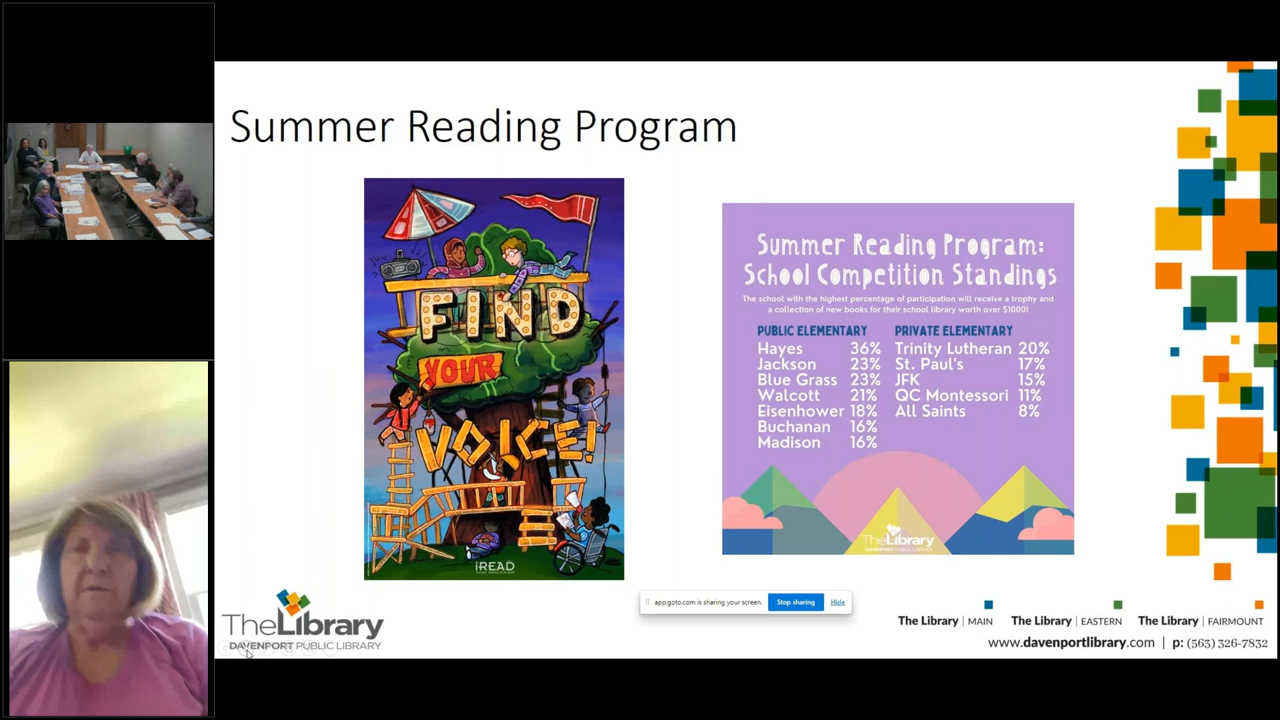 Summer Reading Program
FIND
YOUR
VOICE!
iREAD
Summer Reading Program:
School Competition Standings
The school with the highest percentage of participation will receive a trophy and
a collection of new books for their school library worth over $1000!
PUBLIC ELEMENTARY
Hayes 36%
Jackson 23%
Blue Grass 23%
Walcott 21%
Eisenhower 18%
Buchanan 16%
Madison 16%
PRIVATE ELEMENTARY
Trinity Lutheran 20%
St. Paul's 17%
JFK 15%
QC Montessori 11%
All Saints 8%
TheLibrary
DAVENPORT PUBLIC LIBRARY
app.goto.com is sharing your screen.
Stop sharing
Hide
TheLibrary
DAVENPORT PUBLIC LIBRARY
The Library | MAIN
The Library | EASTERN
The Library | FAIRMOUNT
www.davenportlibrary.com | p: (563) 326-7832